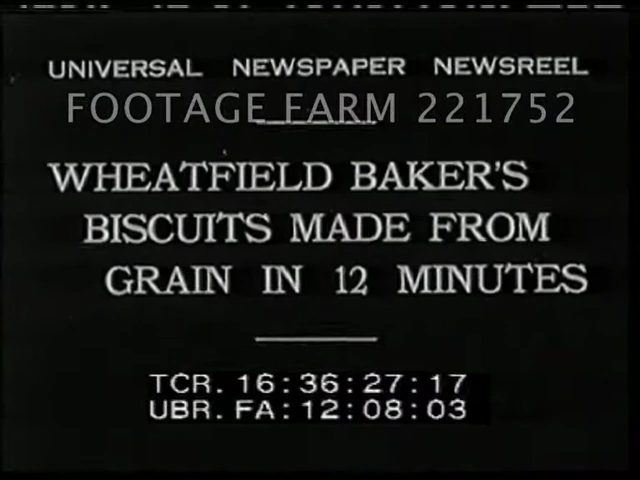 UNIVERSAL NEWSPAPER NEWSREEL
FOOTAGE FARM 221752
WHEATFIELD BAKER'S
BISCUITS MADE FROM
GRAIN IN 12 MINUTES
TCR. 16:36:27:17
UBR. FA:12:08:03